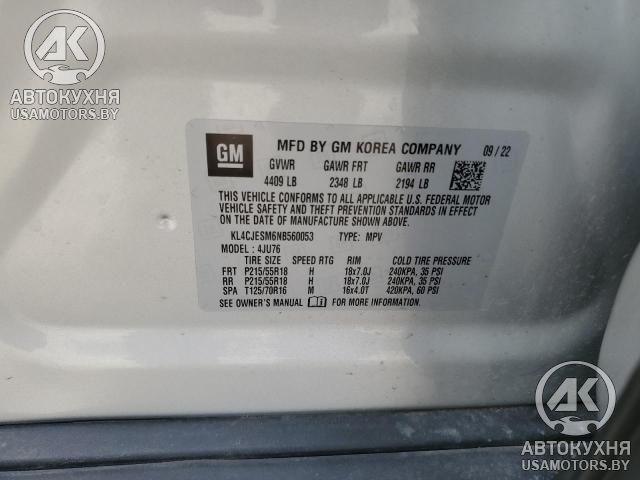 AK
АВТОКУХНЯ
USAMOTORS.BY
GM
MFD BY GM KOREA COMPANY 09 / 22
GVWR GAWR FRT GAWR RR
4409 LB 2348 LB 2194 LB
THIS VEHICLE CONFORMS TO ALL APPLICABLE U.S. FEDERAL MOTOR
VEHICLE SAFETY AND THEFT PREVENTION STANDARDS IN EFFECT
ON THE DATE OF MANUFACTURE SHOWN ABOVE.
KL4CJESM6NB560053 TYPE: MPV
MODEL : 4JU76
TIRE SIZE SPEED RTG RIM COLD TIRE PRESSURE
FRT P215/55R18 H 18x7.0J 240KPA, 35 PSI
RR P215/55R18 H 18x7.0J 240KPA, 35 PSI
SPA T125/70R16 M 16x4.0T 420KPA, 60 PSI
SEE OWNER'S MANUAL FOR MORE INFORMATION.
AK
АВТОКУХНЯ
USAMOTORS.BY